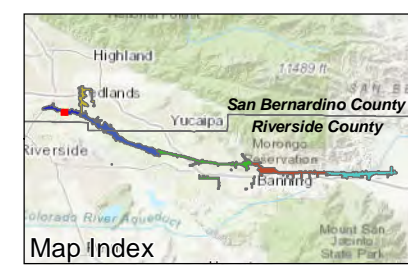 Highland
11489 ft
edlands
San Bernardino County
Yucaipa
Riverside County
Riverside
Morongo
Reservation
Banning
Colorado River Aqueduct
Mount San
Jacinto
State Park
Map Index